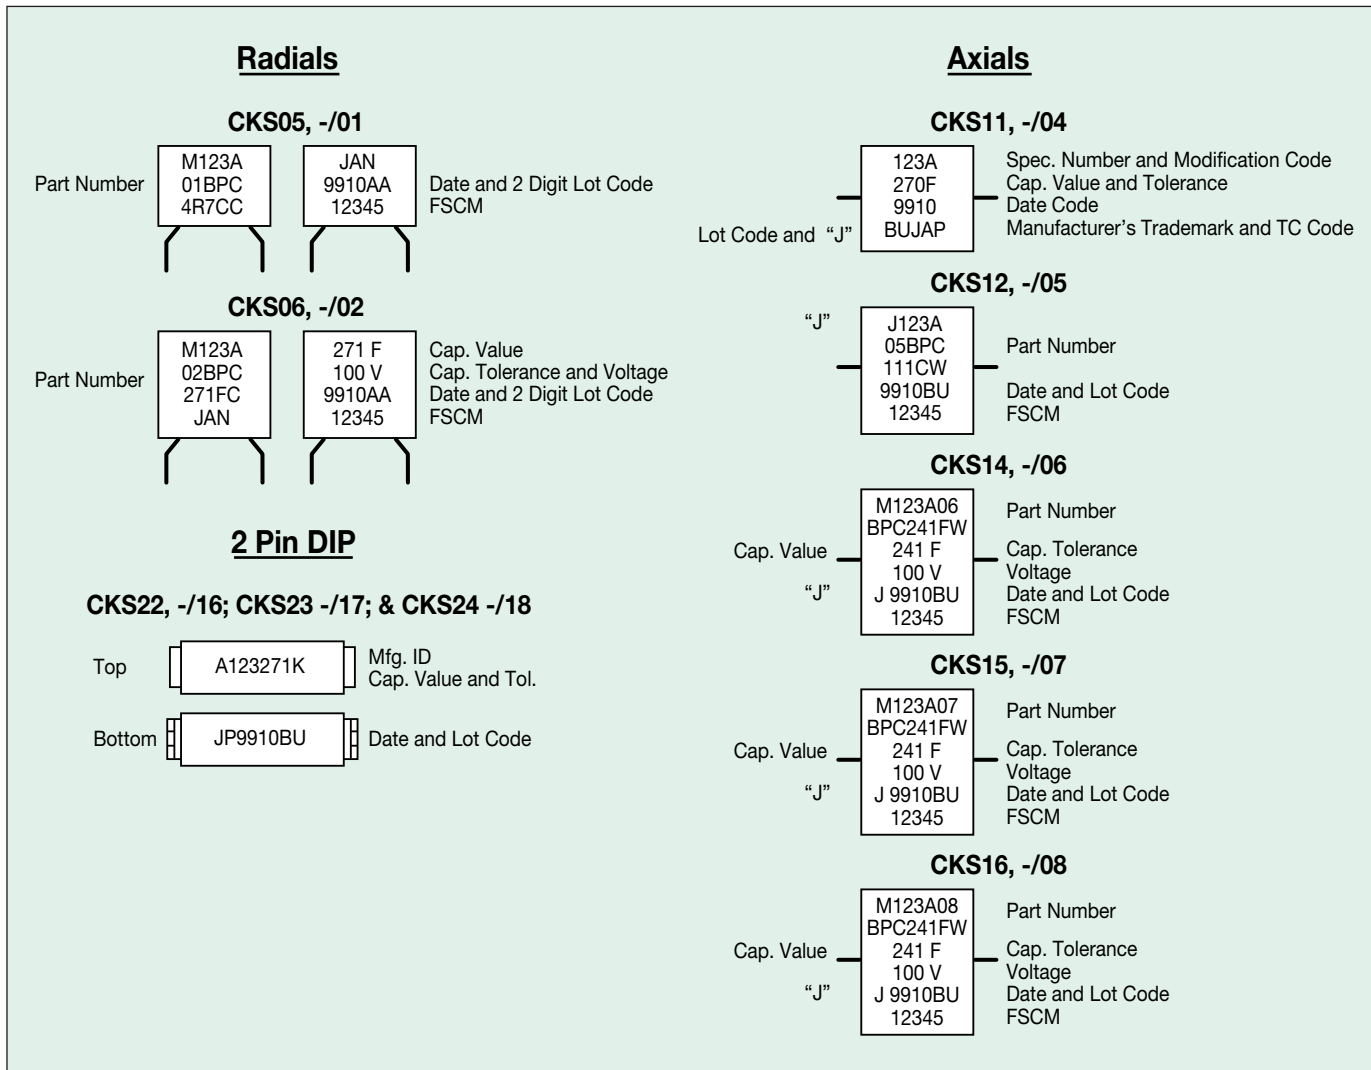 Radials
CKS05, -/01
Part Number
M123A
01BPC
4R7CC
JAN
9910AA
12345
Date and 2 Digit Lot Code
FSCM
CKS06, -/02
Part Number
M123A
02BPC
271FC
JAN
271 F
100 V
9910AA
12345
Cap. Value
Cap. Tolerance and Voltage
Date and 2 Digit Lot Code
FSCM
2 Pin DIP
CKS22, -/16; CKS23 -/17; & CKS24 -/18
Top
A123271K
Mfg. ID
Cap. Value and Tol.
Bottom
JP9910BU
Date and Lot Code
Axials
CKS11, -/04
Lot Code and “J”
123A
270F
9910
BUJAP
Spec. Number and Modification Code
Cap. Value and Tolerance
Date Code
Manufacturer’s Trademark and TC Code
CKS12, -/05
“J”
J123A
05BPC
111CW
9910BU
12345
Part Number
Date and Lot Code
FSCM
CKS14, -/06
Cap. Value
“J”
M123A06
BPC241FW
241 F
100 V
J 9910BU
12345
Part Number
Cap. Tolerance
Voltage
Date and Lot Code
FSCM
CKS15, -/07
Cap. Value
“J”
M123A07
BPC241FW
241 F
100 V
J 9910BU
12345
Part Number
Cap. Tolerance
Voltage
Date and Lot Code
FSCM
CKS16, -/08
Cap. Value
“J”
M123A08
BPC241FW
241 F
100 V
J 9910BU
12345
Part Number
Cap. Tolerance
Voltage
Date and Lot Code
FSCM